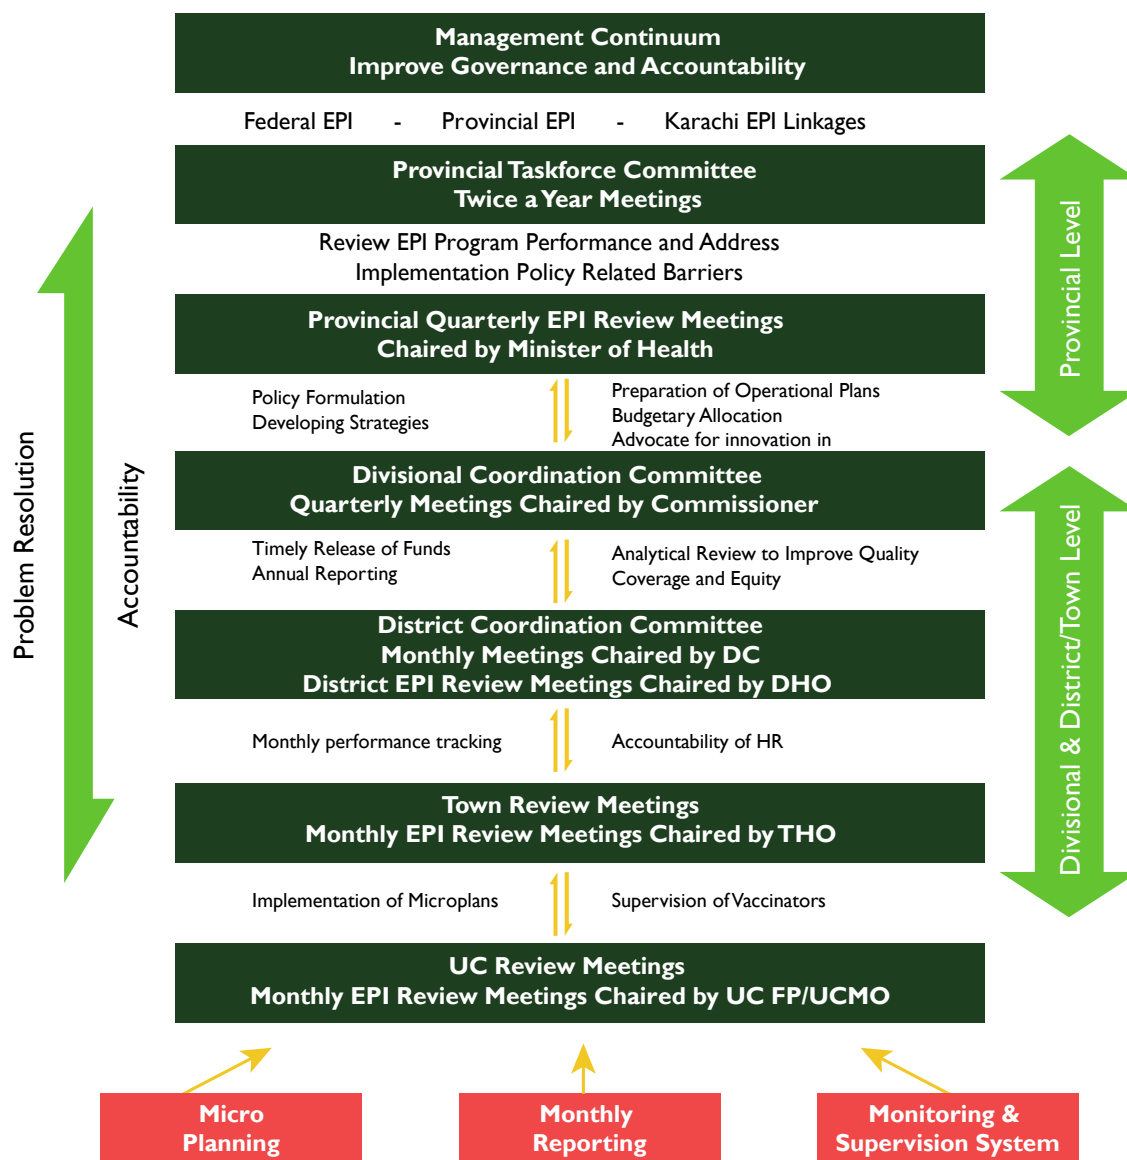 Management Continuum
Improve Governance and Accountability
Federal EPI - Provincial EPI - Karachi EPI Linkages
Provincial Taskforce Committee
Twice a Year Meetings
Review EPI Program Performance and Address
Implementation Policy Related Barriers
Provincial Quarterly EPI Review Meetings
Chaired by Minister of Health
Policy Formulation
Developing Strategies
Preparation of Operational Plans
Budgetary Allocation
Advocate for innovation in
Divisional Coordination Committee
Quarterly Meetings Chaired by Commissioner
Timely Release of Funds
Annual Reporting
Analytical Review to Improve Quality
Coverage and Equity
District Coordination Committee
Monthly Meetings Chaired by DC
District EPI Review Meetings Chaired by DHO
Monthly performance tracking
Accountability of HR
Town Review Meetings
Monthly EPI Review Meetings Chaired by THO
Implementation of Microplans
Supervision of Vaccinators
UC Review Meetings
Monthly EPI Review Meetings Chaired by UC FP/UCMO
Micro
Planning
Monthly
Reporting
Monitoring &
Supervision System
Problem Resolution
Accountability
Provincial Level
Divisional & District/Town Level